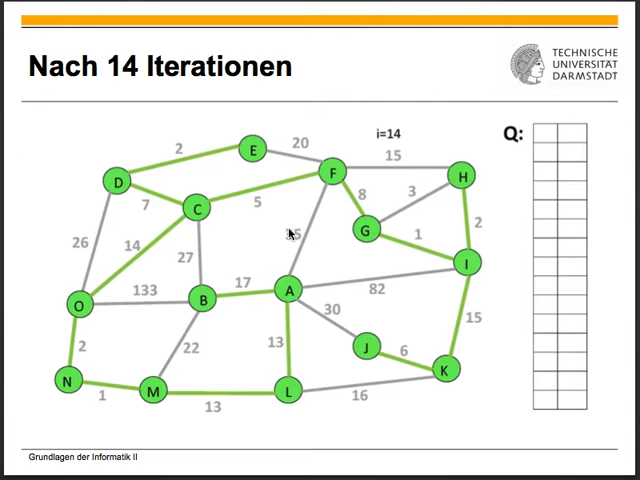 Nach 14 Iterationen
TECHNISCHE
UNIVERSITÄT
DARMSTADT
i=14
Q:
2
E
20
15
D
F
H
7
C
5
8
3
2
G
1
26
14
27
I
133
B
17
A
82
O
30
15
2
22
13
J
6
K
N
1
M
13
L
16
Grundlagen der Informatik II